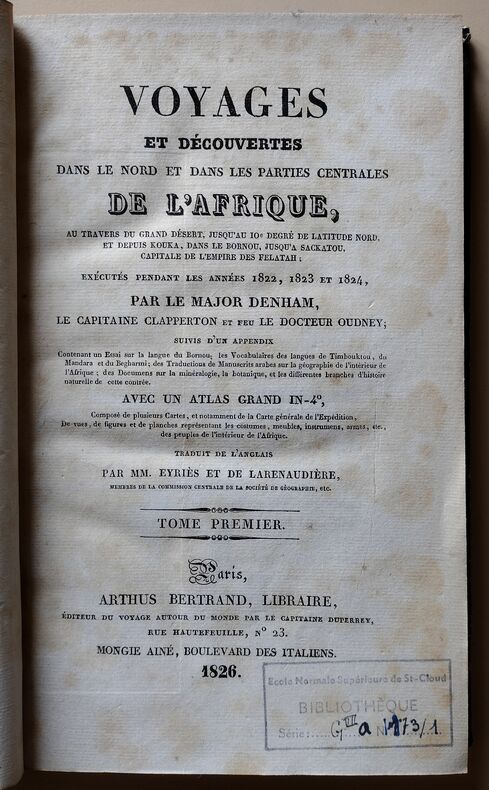 VOYAGES
ET DÉCOUVERTES
DANS LE NORD ET DANS LES PARTIES CENTRALES
DE L'AFRIQUE,
AU TRAVERS DU GRAND DÉSERT, JUSQU'AU 10e DEGRÉ DE LATITUDE NORD,
ET DEPUIS KOUKA, DANS LE BORNOU, JUSQU'A SACKATOU,
CAPITALE DE L'EMPIRE DES FELATAH;
EXÉCUTÉS PENDANT LES ANNÉES 1822, 1823 ET 1824,
PAR LE MAJOR DENHAM,
LE CAPITAINE CLAPPERTON ET FEU LE DOCTEUR OUDNEY;
SUIVIS D'UN APPENDIX
Contenant un Essai sur la langue du Bornou; les Vocabulaires des langues de Timbouktou, du
Mandara et du Begharmi; des Traductions de Manuscrits arabes sur la géographie de l'intérieur de
l'Afrique; des Documens sur la minéralogie, la botanique, et les différentes branches d'histoire
naturelle de cette contrée.
AVEC UN ATLAS GRAND IN-4°,
Composé de plusieurs Cartes, et notamment de la Carte générale de l'Expédition,
De vues, de figures et de planches représentant les costumes, meubles, instrumens, armes, etc.,
des peuples de l'intérieur de l'Afrique.
TRADUIT DE L'ANGLAIS
PAR MM. EYRIÈS ET DE LARENAUDIÈRE,
MEMBRES DE LA COMMISSION CENTRALE DE LA SOCIÉTÉ DE GÉOGRAPHIE, ETC.
TOME PREMIER.
Paris,
ARTHUS BERTRAND, LIBRAIRE,
ÉDITEUR DU VOYAGE AUTOUR DU MONDE PAR LE CAPITAINE DUPERREY,
RUE HAUTEFEUILLE, N° 23.
MONGIE AINÉ, BOULEVARD DES ITALIENS.
1826.
Ecole Normale Supérieure de St-Cloud
BIBLIOTHÈQUE
Série:.....G VII a N°